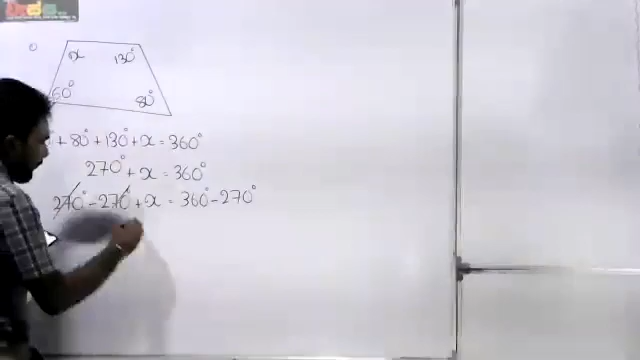 x 130°
60° 80°
+ 80° + 130° + x = 360°
270° + x = 360°
270° - 270° + x = 360° - 270°